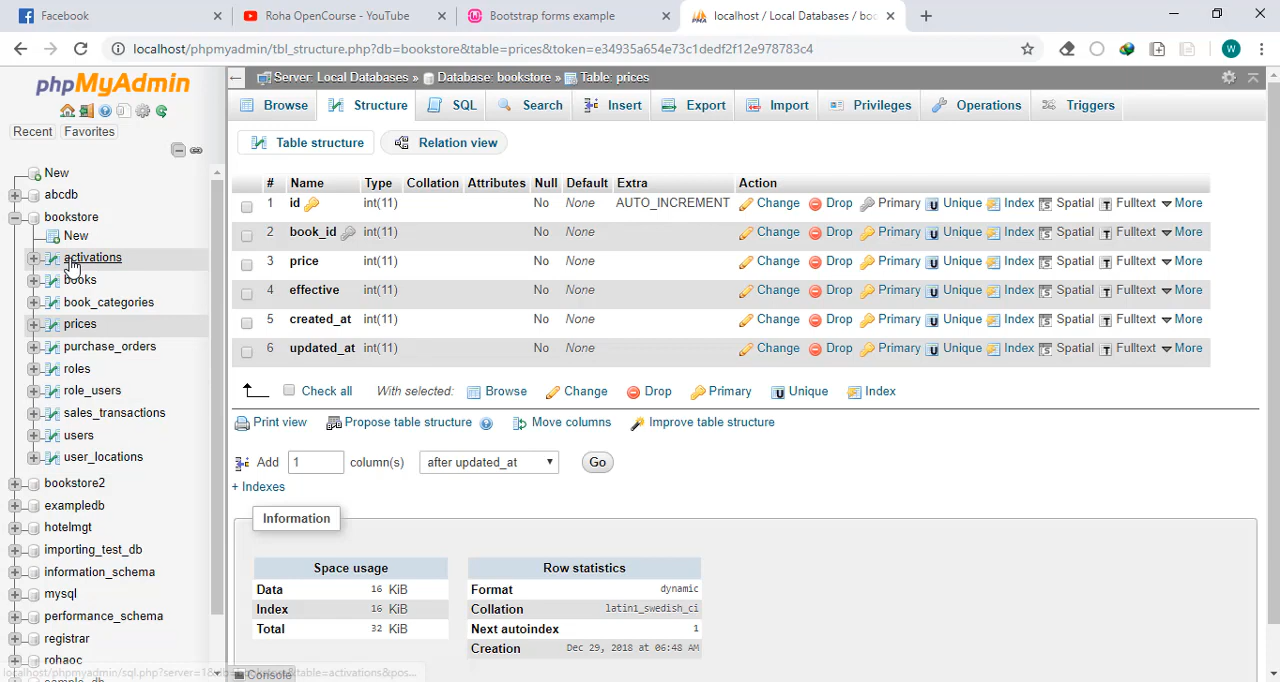 Facebook × Roha OpenCourse - YouTube × Bootstrap forms example × localhost / Local Databases / boo × +
localhost/phpmyadmin/tbl_structure.php?db=bookstore&table=prices&token=e34935a654e73c1dedf2f12e978783c4 W
phpMyAdmin
Recent Favorites
New
abcdb
bookstore
New
activations
books
book_categories
prices
purchase_orders
roles
role_users
sales_transactions
users
user_locations
bookstore2
exampledb
hotelmgt
importing_test_db
information_schema
mysql
performance_schema
registrar
rohaoc
localhost/phpmyadmin/sql.php?server=1&db=bookstore&table=activations&pos...
Server: Local Databases » Database: bookstore » Table: prices
Browse Structure SQL Search Insert Export Import Privileges Operations Triggers
Table structure Relation view
# Name Type Collation Attributes Null Default Extra Action
1 id int(11) No None AUTO_INCREMENT Change Drop Primary Unique Index Spatial Fulltext More
2 book_id int(11) No None Change Drop Primary Unique Index Spatial Fulltext More
3 price int(11) No None Change Drop Primary Unique Index Spatial Fulltext More
4 effective int(11) No None Change Drop Primary Unique Index Spatial Fulltext More
5 created_at int(11) No None Change Drop Primary Unique Index Spatial Fulltext More
6 updated_at int(11) No None Change Drop Primary Unique Index Spatial Fulltext More
Check all With selected: Browse Change Drop Primary Unique Index
Print view Propose table structure Move columns Improve table structure
Add 1 column(s) after updated_at Go
+ Indexes
Information
Space usage
Data 16 KiB
Index 16 KiB
Total 32 KiB
Row statistics
Format dynamic
Collation latin1_swedish_ci
Next autoindex 1
Creation Dec 29, 2018 at 06:48 AM
Console